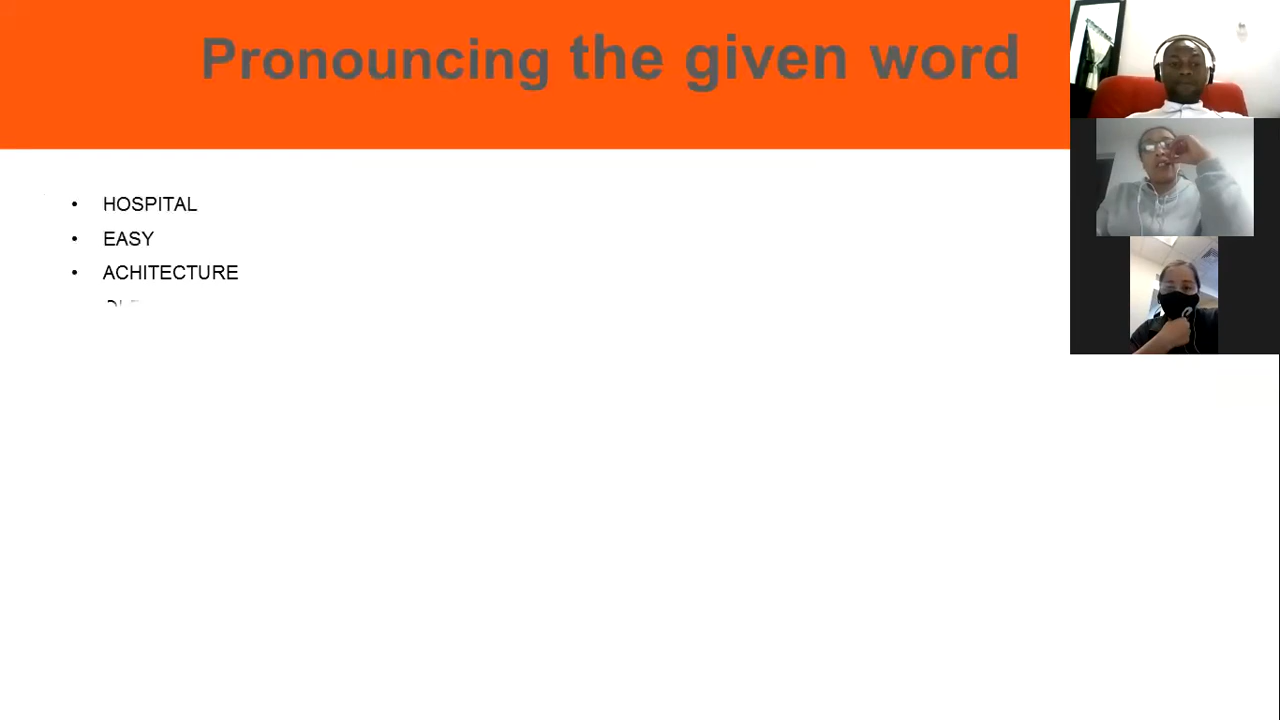 Pronouncing the given word
• HOSPITAL
• EASY
• ACHITECTURE